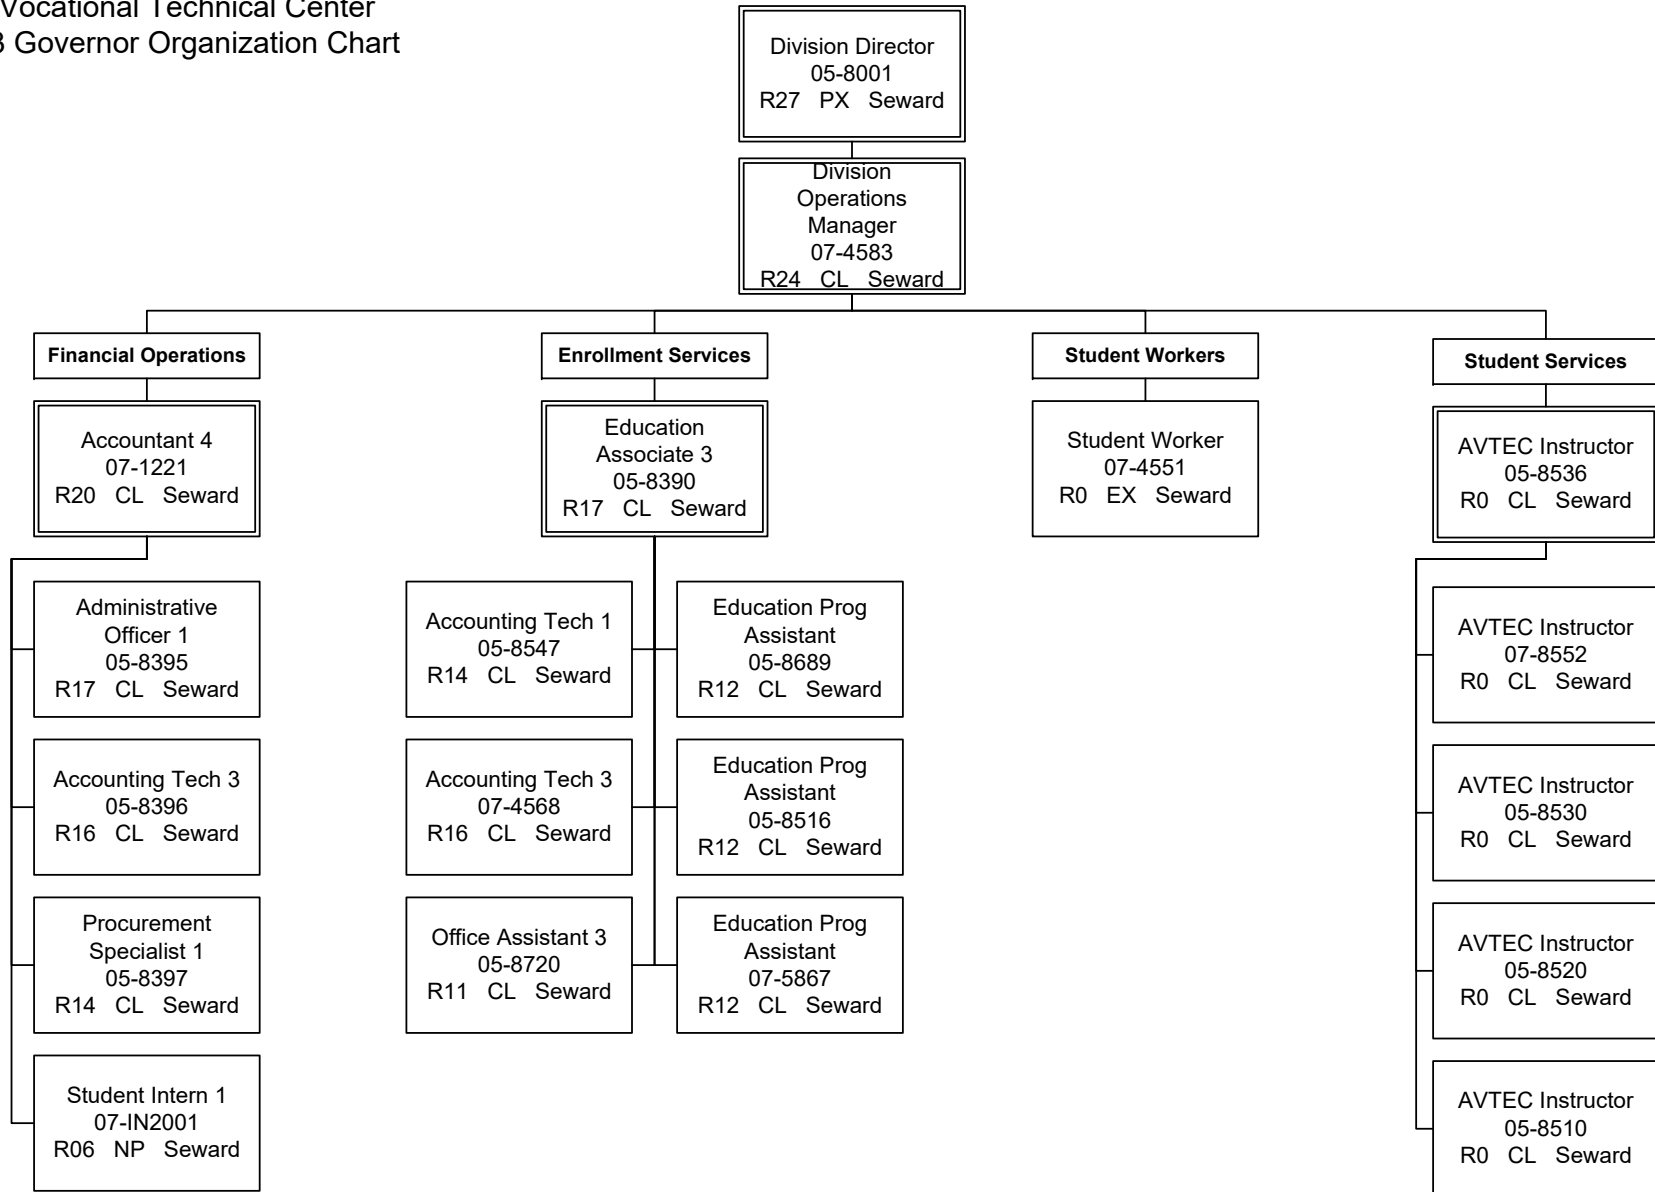 Vocational Technical Center
Governor Organization Chart
Division Director
05-8001
R27 PX Seward
Division
Operations
Manager
07-4583
R24 CL Seward
Financial Operations
Accountant 4
07-1221
R20 CL Seward
Administrative
Officer 1
05-8395
R17 CL Seward
Accounting Tech 3
05-8396
R16 CL Seward
Procurement
Specialist 1
05-8397
R14 CL Seward
Student Intern 1
07-IN2001
R06 NP Seward
Enrollment Services
Education
Associate 3
05-8390
R17 CL Seward
Accounting Tech 1
05-8547
R14 CL Seward
Accounting Tech 3
07-4568
R16 CL Seward
Office Assistant 3
05-8720
R11 CL Seward
Education Prog
Assistant
05-8689
R12 CL Seward
Education Prog
Assistant
05-8516
R12 CL Seward
Education Prog
Assistant
07-5867
R12 CL Seward
Student Workers
Student Worker
07-4551
R0 EX Seward
Student Services
AVTEC Instructor
05-8536
R0 CL Seward
AVTEC Instructor
07-8552
R0 CL Seward
AVTEC Instructor
05-8530
R0 CL Seward
AVTEC Instructor
05-8520
R0 CL Seward
AVTEC Instructor
05-8510
R0 CL Seward